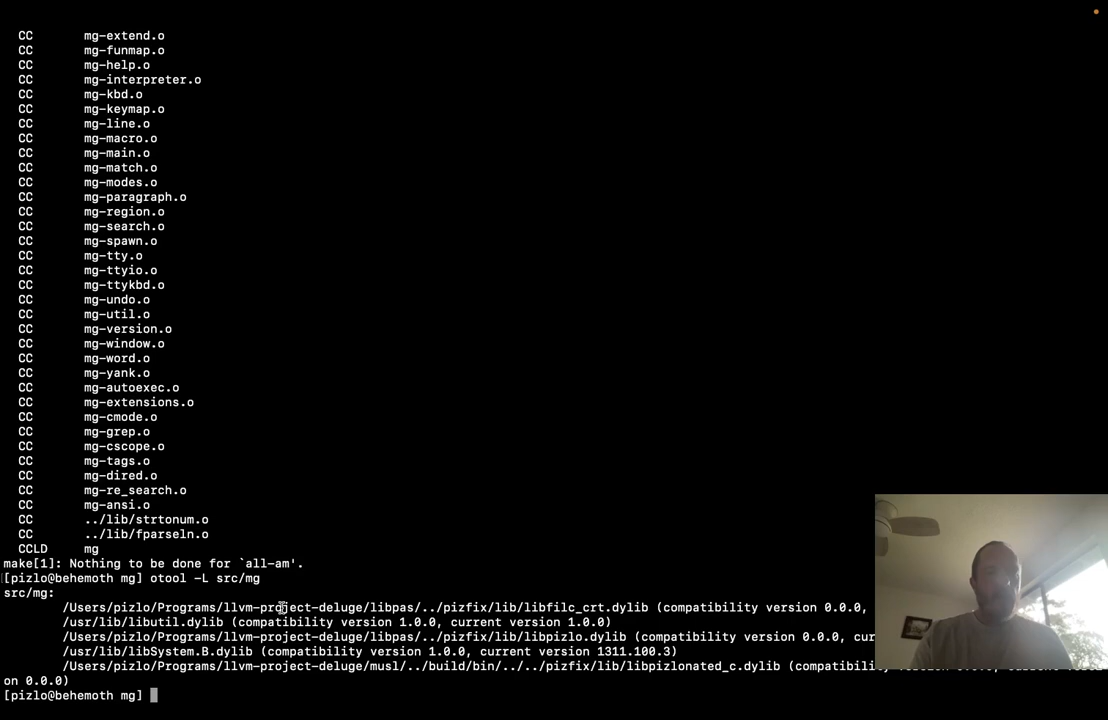 CC mg-extend.o
CC mg-funmap.o
CC mg-help.o
CC mg-interpreter.o
CC mg-kbd.o
CC mg-keymap.o
CC mg-line.o
CC mg-macro.o
CC mg-main.o
CC mg-match.o
CC mg-modes.o
CC mg-paragraph.o
CC mg-region.o
CC mg-search.o
CC mg-spawn.o
CC mg-tty.o
CC mg-ttyio.o
CC mg-ttykbd.o
CC mg-undo.o
CC mg-util.o
CC mg-version.o
CC mg-window.o
CC mg-word.o
CC mg-yank.o
CC mg-autoexec.o
CC mg-extensions.o
CC mg-cmode.o
CC mg-grep.o
CC mg-cscope.o
CC mg-tags.o
CC mg-dired.o
CC mg-re_search.o
CC mg-ansi.o
CC ../lib/strtonum.o
CC ../lib/fparseln.o
CCLD mg
make[1]: Nothing to be done for `all-am'.
[pizlo@behemoth mg] otool -L src/mg
src/mg:
/Users/pizlo/Programs/llvm-project-deluge/libpas/../pizfix/lib/libfilc_crt.dylib (compatibility version 0.0.0,
/usr/lib/libutil.dylib (compatibility version 1.0.0, current version 1.0.0)
/Users/pizlo/Programs/llvm-project-deluge/libpas/../pizfix/lib/libpizlo.dylib (compatibility version 0.0.0, cur
/usr/lib/libSystem.B.dylib (compatibility version 1.0.0, current version 1311.100.3)
/Users/pizlo/Programs/llvm-project-deluge/musl/../build/bin/../../pizfix/lib/libpizlonated_c.dylib (compatibili
on 0.0.0)
[pizlo@behemoth mg]